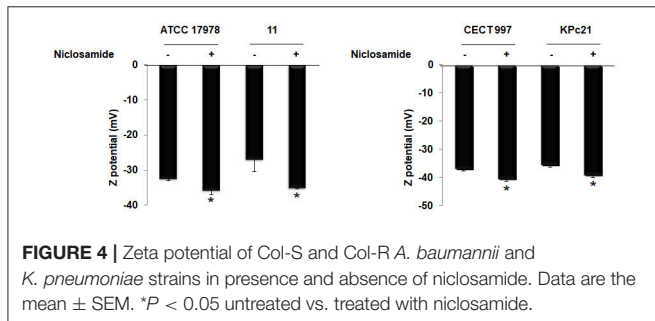 ATCC 17978 11
Niclosamide - + - +
0
-10
-20
-30
-40
Z potential (mV)
* *
CECT997 KPc21
Niclosamide - + - +
0
-10
-20
-30
-40
-50
Z potential (mV)
* *
FIGURE 4 | Zeta potential of Col-S and Col-R A. baumannii and
K. pneumoniae strains in presence and absence of niclosamide. Data are the
mean ± SEM. *P < 0.05 untreated vs. treated with niclosamide.